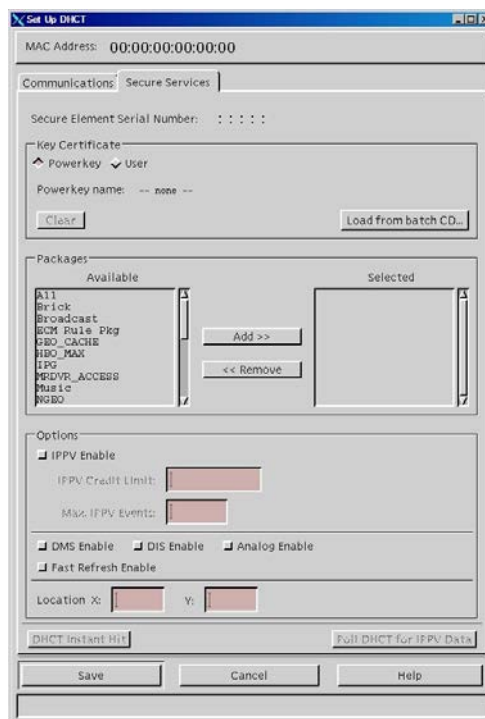 Set Up DHCT
MAC Address: 00:00:00:00:00:00
Communications Secure Services
Secure Element Serial Number: : : : : :
Key Certificate
Powerkey User
Powerkey name: -- none --
Clear Load from batch CD...
Packages
Available Selected
All
Brick
Broadcast
ECM Rule Pkg
GEO_CACHE
HBO_MAX
IPG
MRDVR_ACCESS
Music
NGEO
Add >>
<< Remove
Options
IPPV Enable
IPPV Credit Limit:
Max. IPPV Events:
DMS Enable DIS Enable Analog Enable
Fast Refresh Enable
Location X: Y:
DHCT Instant Hit Poll DHCT for IPPV Data
Save Cancel Help